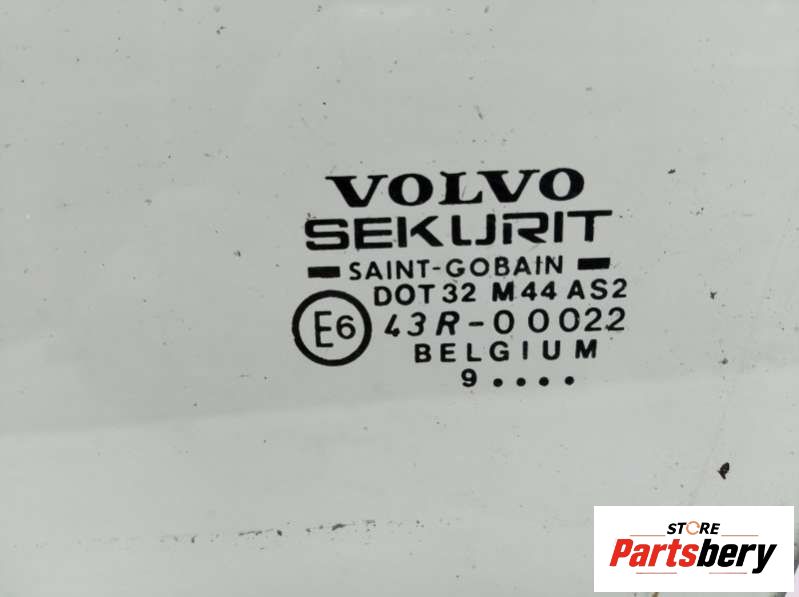 VOLVO
SEKURIT
SAINT-GOBAIN
DOT 32 M44 AS2
E6 43R-00022
BELGIUM
9 ....
STORE
Partsbery